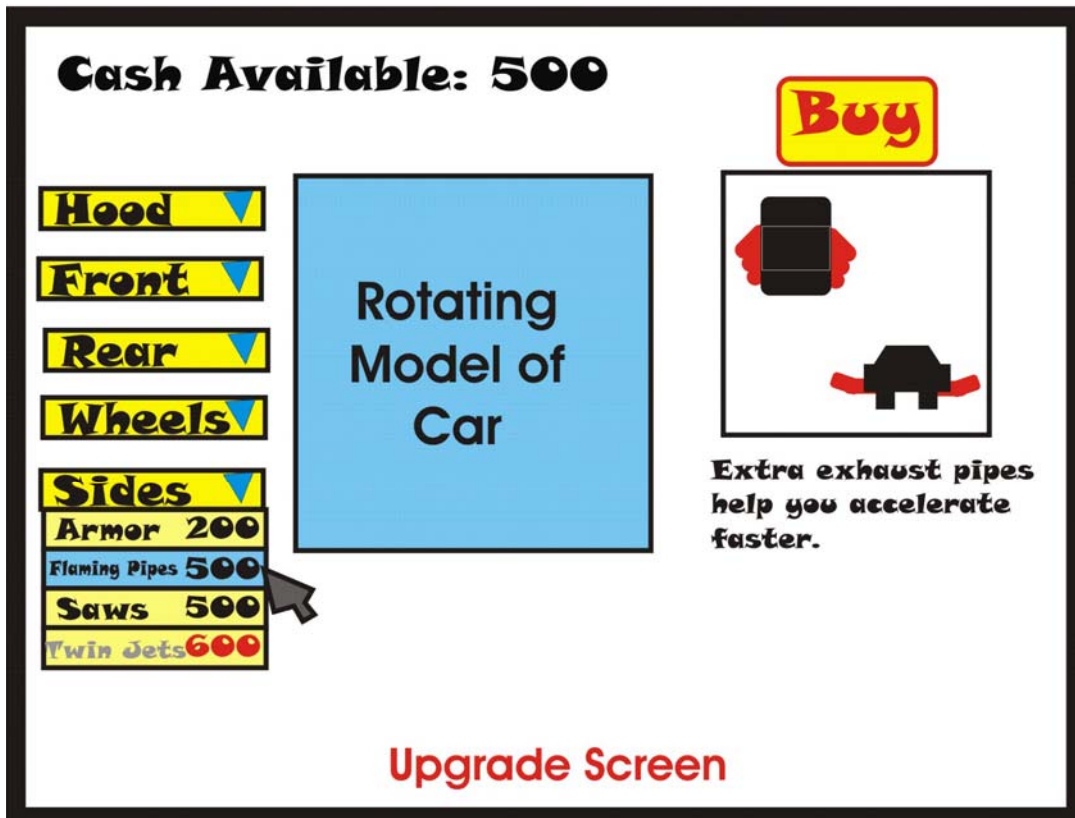 Cash Available: 500
Buy
Hood
Front
Rear
Wheels
Sides
Armor 200
Flaming Pipes 500
Saws 500
Twin Jets 600
Rotating
Model of
Car
Extra exhaust pipes
help you accelerate
faster.
Upgrade Screen